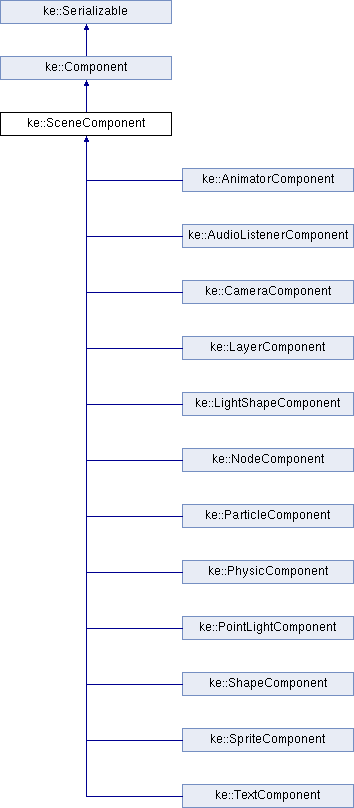 ke::Serializable
ke::Component
ke::SceneComponent
ke::AnimatorComponent
ke::AudioListenerComponent
ke::CameraComponent
ke::LayerComponent
ke::LightShapeComponent
ke::NodeComponent
ke::ParticleComponent
ke::PhysicComponent
ke::PointLightComponent
ke::ShapeComponent
ke::SpriteComponent
ke::TextComponent